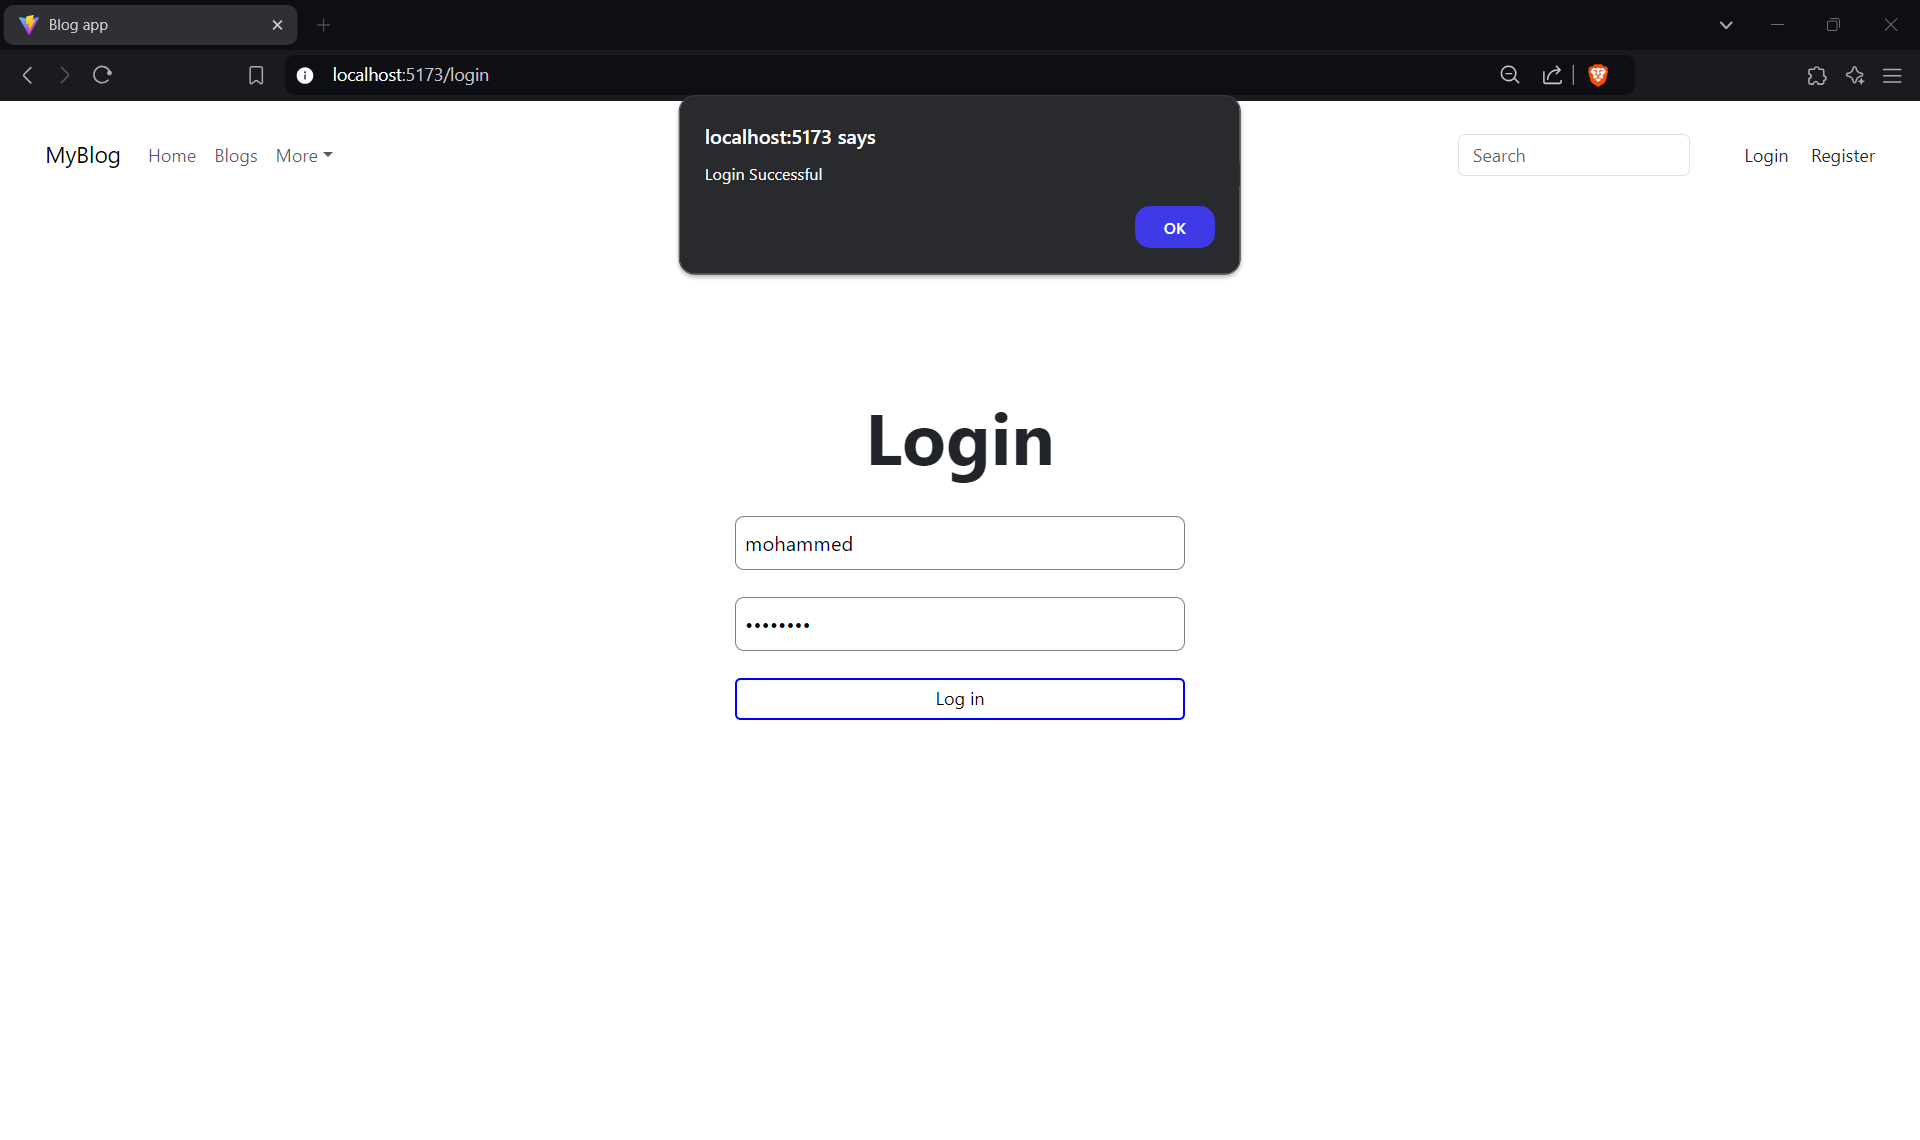 Blog app
localhost:5173/login
localhost:5173 says
Login Successful
OK
MyBlog Home Blogs More Search Login Register
Login
mohammed
••••••••
Log in